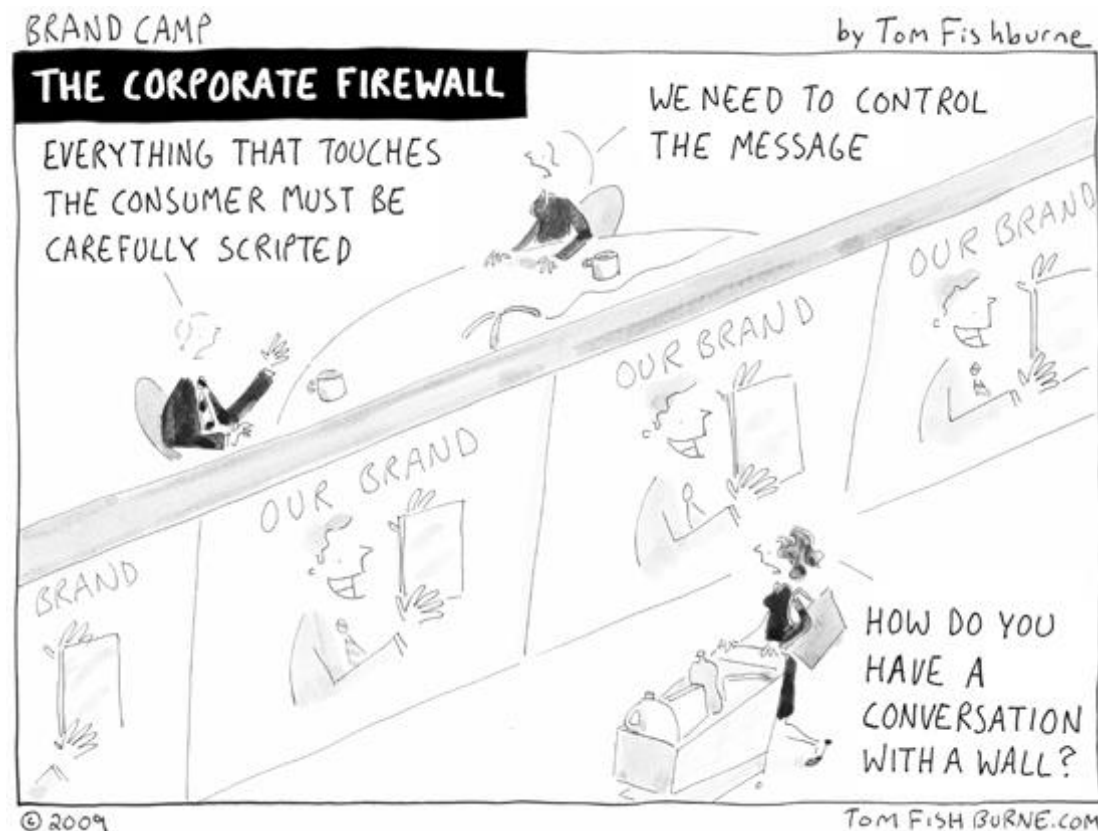 BRAND CAMP
by Tom Fishburne
THE CORPORATE FIREWALL
EVERYTHING THAT TOUCHES
THE CONSUMER MUST BE
CAREFULLY SCRIPTED
WE NEED TO CONTROL
THE MESSAGE
OUR BRAND
OUR BRAND
OUR BRAND
BRAND
HOW DO YOU
HAVE A
CONVERSATION
WITH A WALL?
© 2009
TOM FISHBURNE.COM